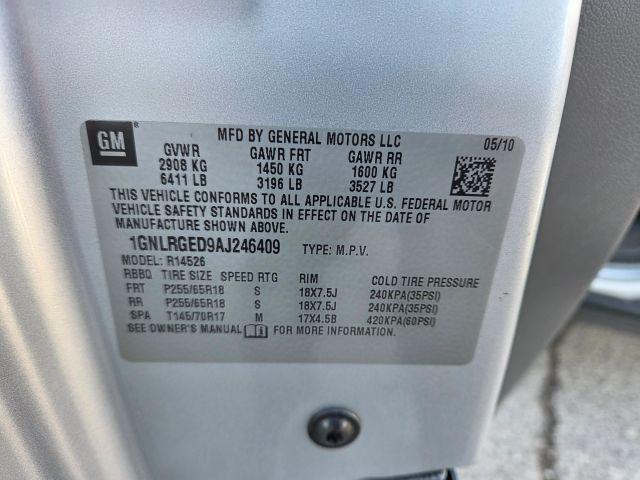 GM ® MFD BY GENERAL MOTORS LLC 05/10
GVWR GAWR FRT GAWR RR
2908 KG 1450 KG 1600 KG
6411 LB 3196 LB 3527 LB
THIS VEHICLE CONFORMS TO ALL APPLICABLE U.S. FEDERAL MOTOR
VEHICLE SAFETY STANDARDS IN EFFECT ON THE DATE OF
MANUFACTURE SHOWN ABOVE.
1GNLRGED9AJ246409 TYPE: M.P.V.
MODEL: R14526
RBBQ TIRE SIZE SPEED RTG RIM COLD TIRE PRESSURE
FRT P255/65R18 S 18X7.5J 240KPA(35PSI)
RR P255/65R18 S 18X7.5J 240KPA(35PSI)
SPA T145/70R17 M 17X4.5B 420KPA(60PSI)
SEE OWNER'S MANUAL FOR MORE INFORMATION.